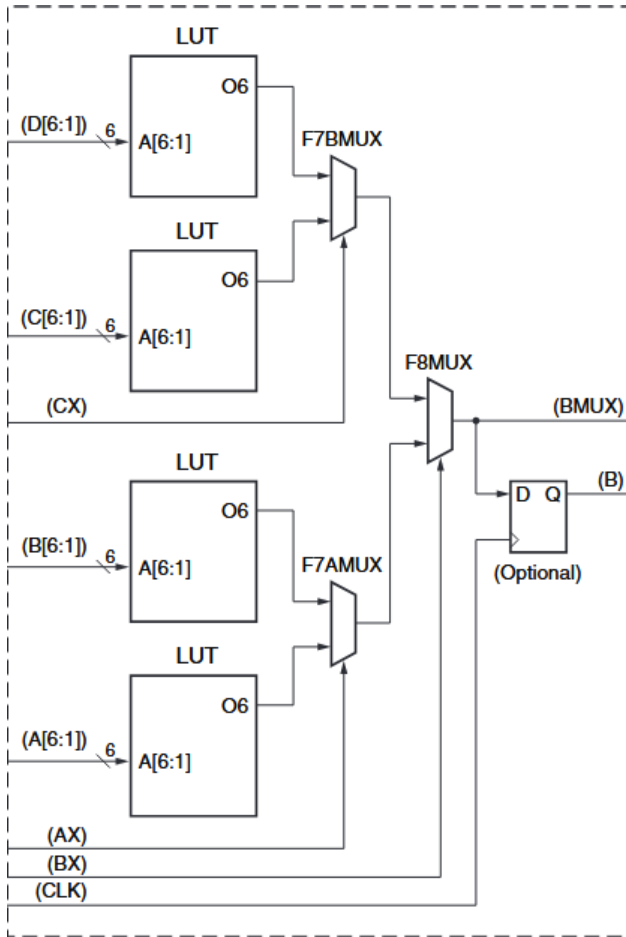 LUT
O6
(D[6:1])
6
A[6:1]
F7BMUX
LUT
O6
(C[6:1])
6
A[6:1]
F8MUX
(CX)
(BMUX)
LUT
O6
D Q
(B)
(B[6:1])
6
A[6:1]
F7AMUX
(Optional)
LUT
O6
(A[6:1])
6
A[6:1]
(AX)
(BX)
(CLK)